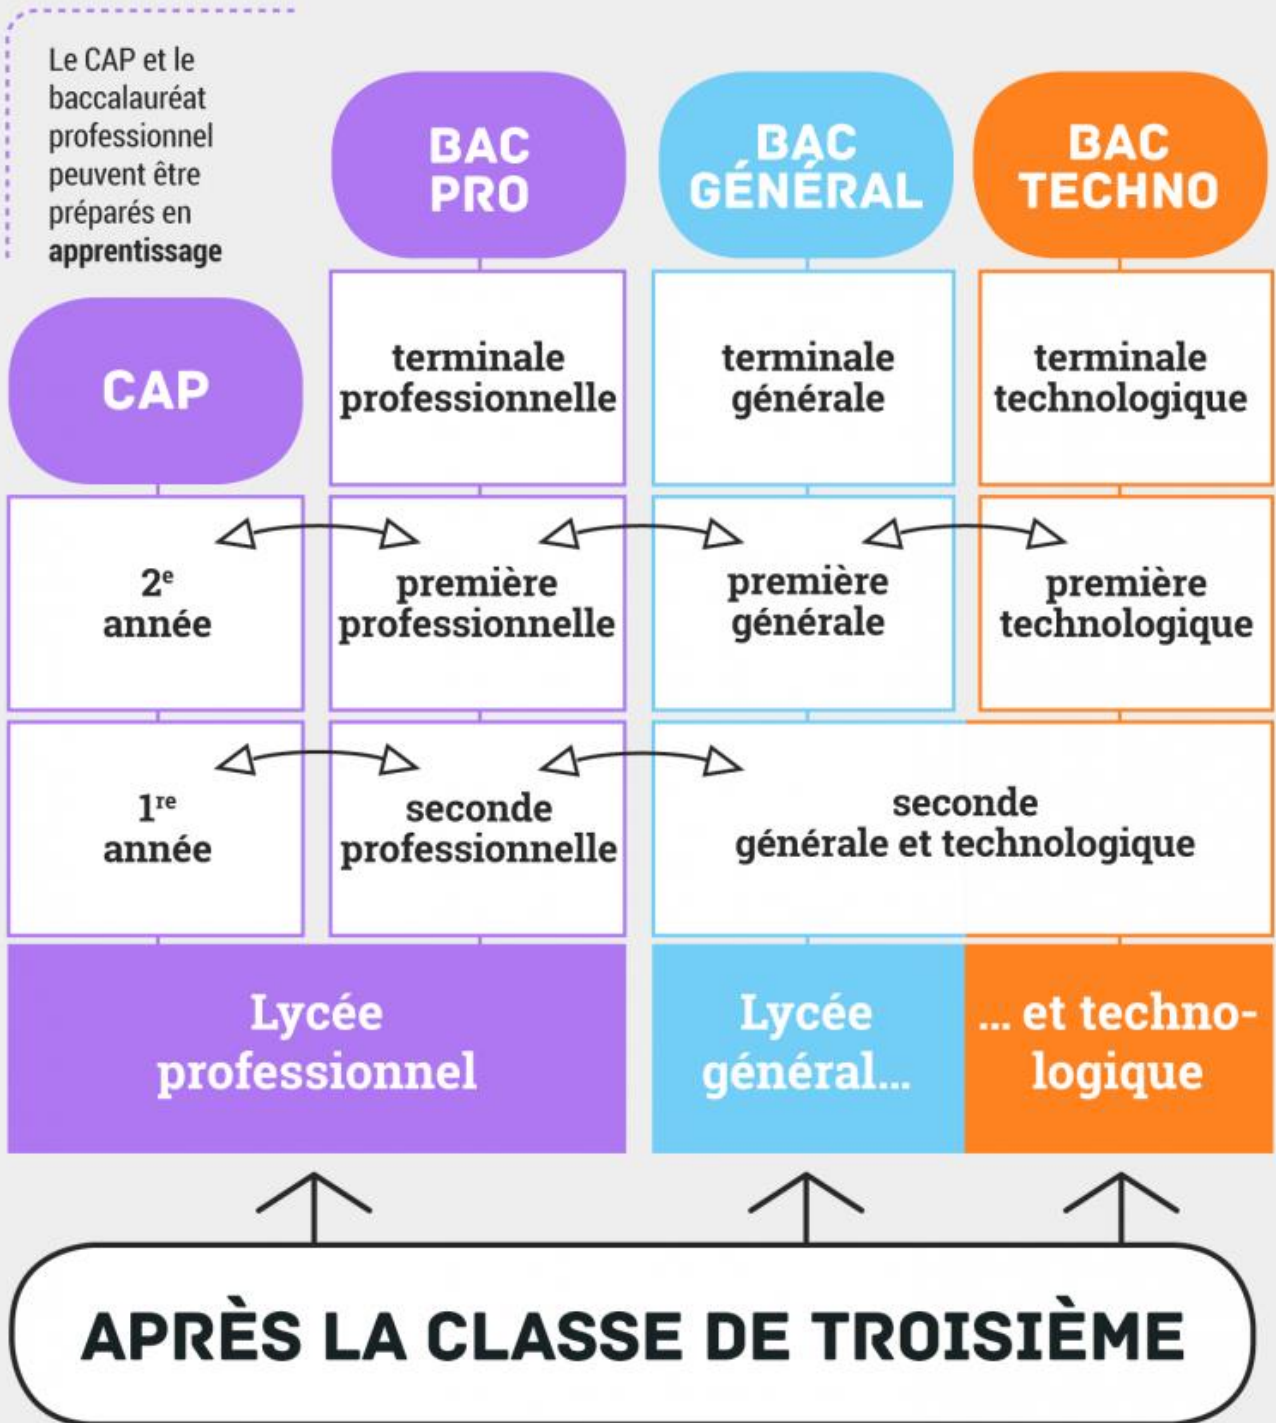 Le CAP et le
baccalauréat
professionnel
peuvent être
préparés en
apprentissage
BAC
PRO
BAC
GÉNÉRAL
BAC
TECHNO
CAP
terminale
professionnelle
terminale
générale
terminale
technologique
2e
année
première
professionnelle
première
générale
première
technologique
1re
année
seconde
professionnelle
seconde
générale et technologique
Lycée
professionnel
Lycée
général...
... et techno-
logique
APRÈS LA CLASSE DE TROISIÈME